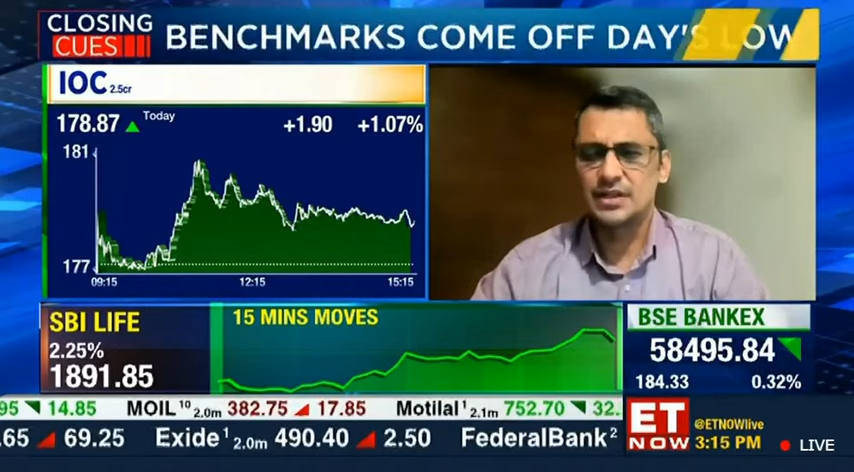 CLOSING
CUES
BENCHMARKS COME OFF DAY'S LOW
IOC 2.5cr
178.87 Today +1.90 +1.07%
181
177
09:15 12:15 15:15
SBI LIFE
2.25%
1891.85
15 MINS MOVES
BSE BANKEX
58495.84
184.33 0.32%
95 14.85 MOIL 10 2.0m 382.75 17.85 Motilal 1 2.1m 752.70 32.
.65 69.25 Exide 1 2.0m 490.40 2.50 FederalBank 2
ET
NOW
@ETNOWlive
3:15 PM
LIVE